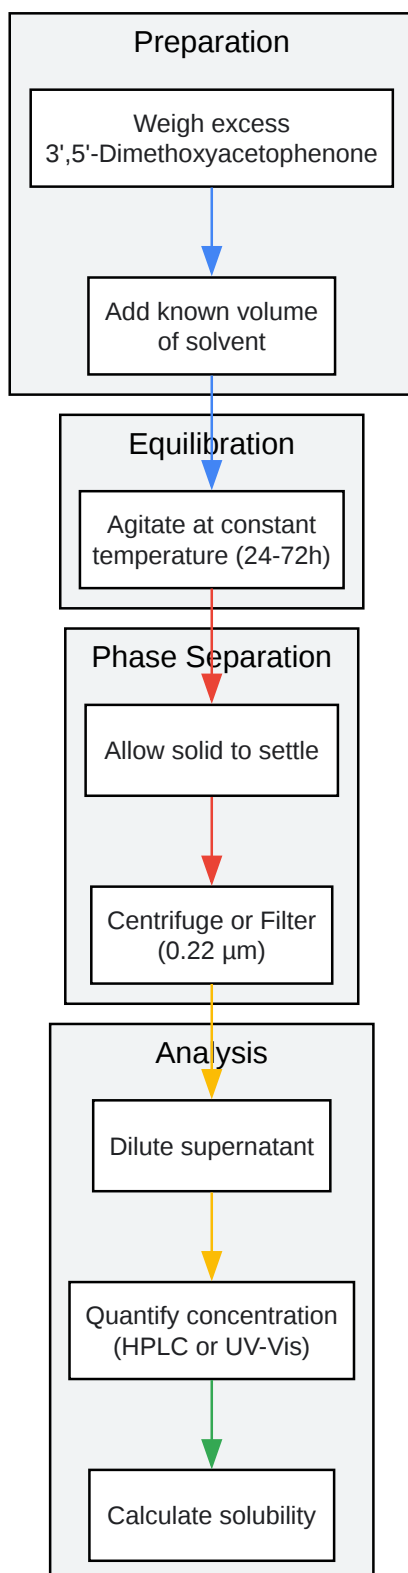 Preparation
Weigh excess
3',5'-Dimethoxyacetophenone
Add known volume
of solvent
Equilibration
Agitate at constant
temperature (24-72h)
Phase Separation
Allow solid to settle
Centrifuge or Filter
(0.22 µm)
Analysis
Dilute supernatant
Quantify concentration
(HPLC or UV-Vis)
Calculate solubility